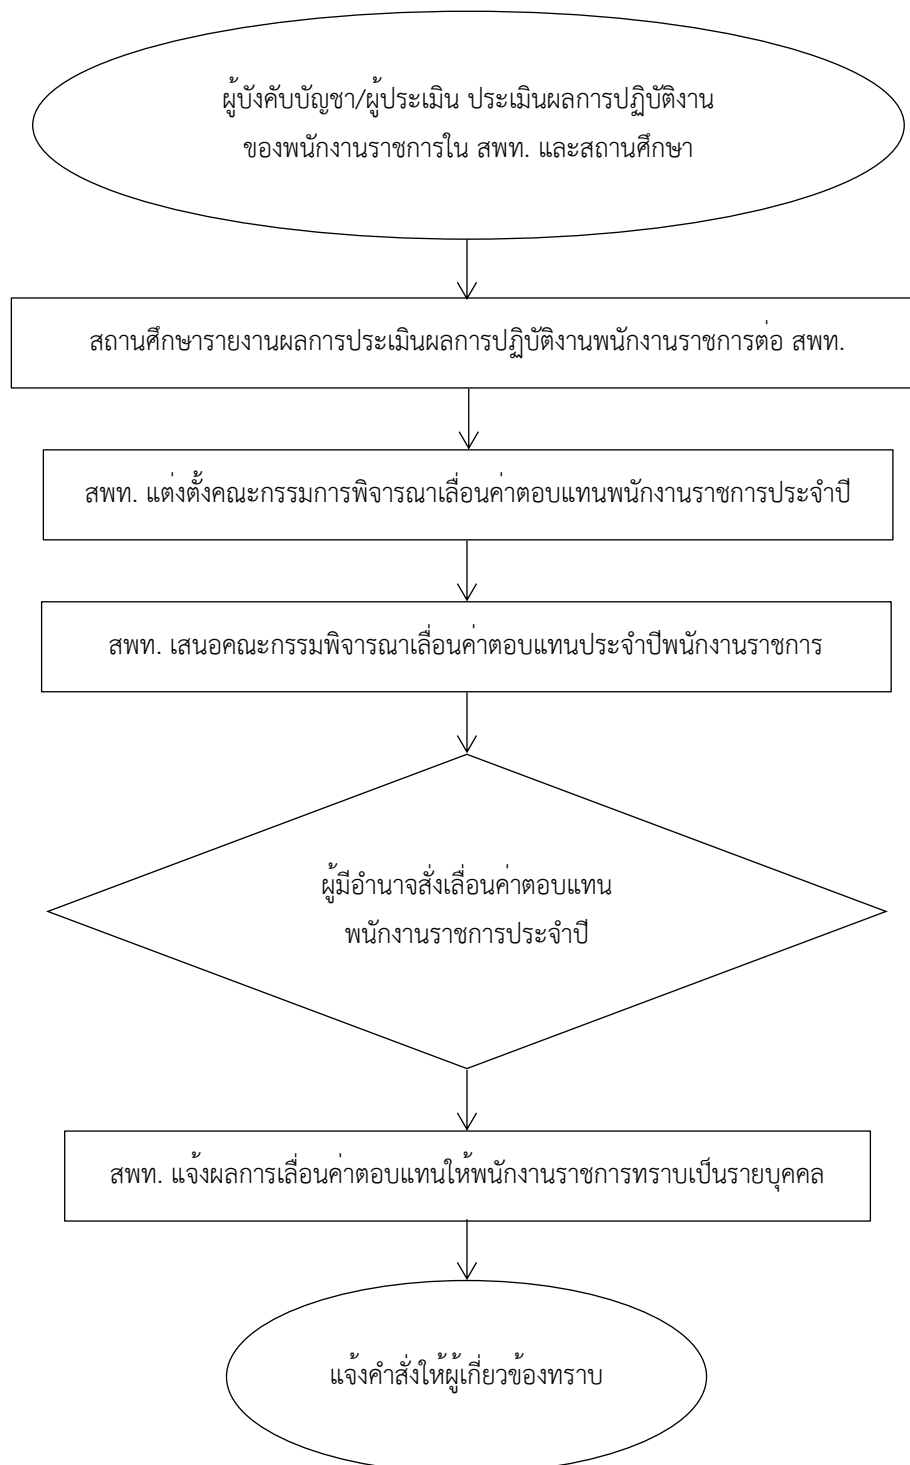 ผู้บังคับบัญชา/ผู้ประเมิน ประเมินผลการปฏิบัติงาน
ของพนักงานราชการใน สพท. และสถานศึกษา
สถานศึกษารายงานผลการประเมินผลการปฏิบัติงานพนักงานราชการต่อ สพท.
สพท. แต่งตั้งคณะกรรมการพิจารณาเลื่อนค่าตอบแทนพนักงานราชการประจำปี
สพท. เสนอคณะกรรมพิจารณาเลื่อนค่าตอบแทนประจำปีพนักงานราชการ
ผู้มีอำนาจสั่งเลื่อนค่าตอบแทน
พนักงานราชการประจำปี
สพท. แจ้งผลการเลื่อนค่าตอบแทนให้พนักงานราชการทราบเป็นรายบุคคล
แจ้งคำสั่งให้ผู้เกี่ยวข้องทราบ